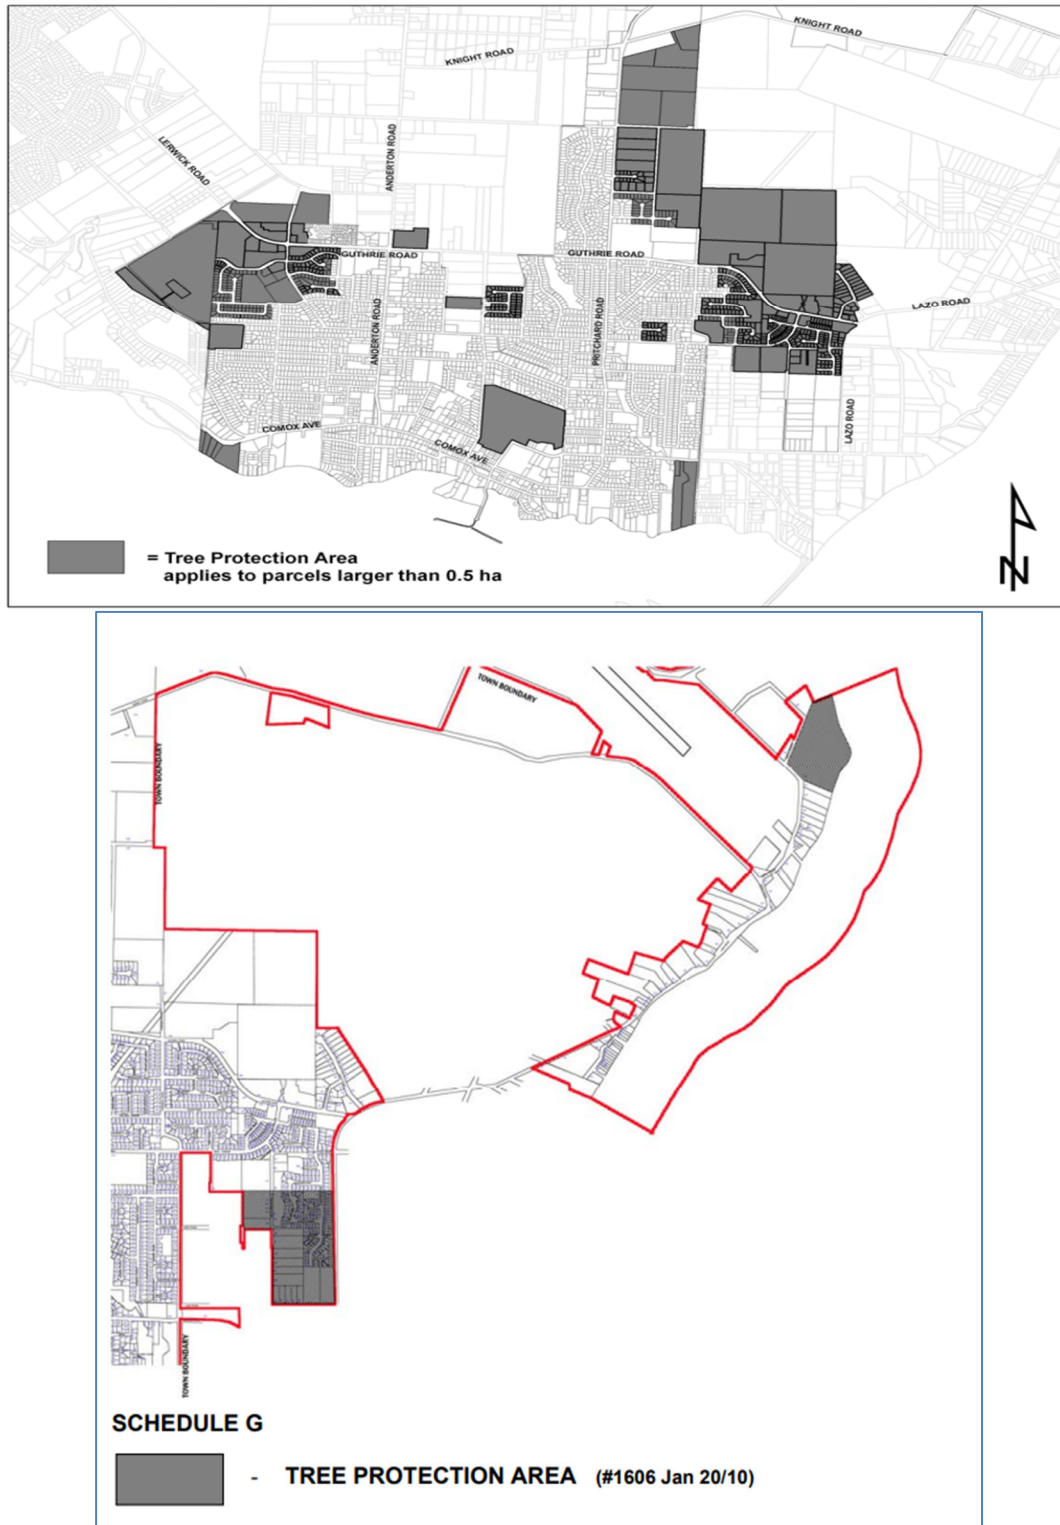 KNIGHT ROAD
KNIGHT ROAD
LERWICK ROAD
ANDERTON ROAD
GUTHRIE ROAD
GUTHRIE ROAD
LAZO ROAD
ANDERTON ROAD
PRITCHARD ROAD
COMOX AVE
COMOX AVE
LAZO ROAD
= Tree Protection Area
applies to parcels larger than 0.5 ha
N
TOWN BOUNDARY
TOWN BOUNDARY
TOWN BOUNDARY
SCHEDULE G
- TREE PROTECTION AREA (#1606 Jan 20/10)